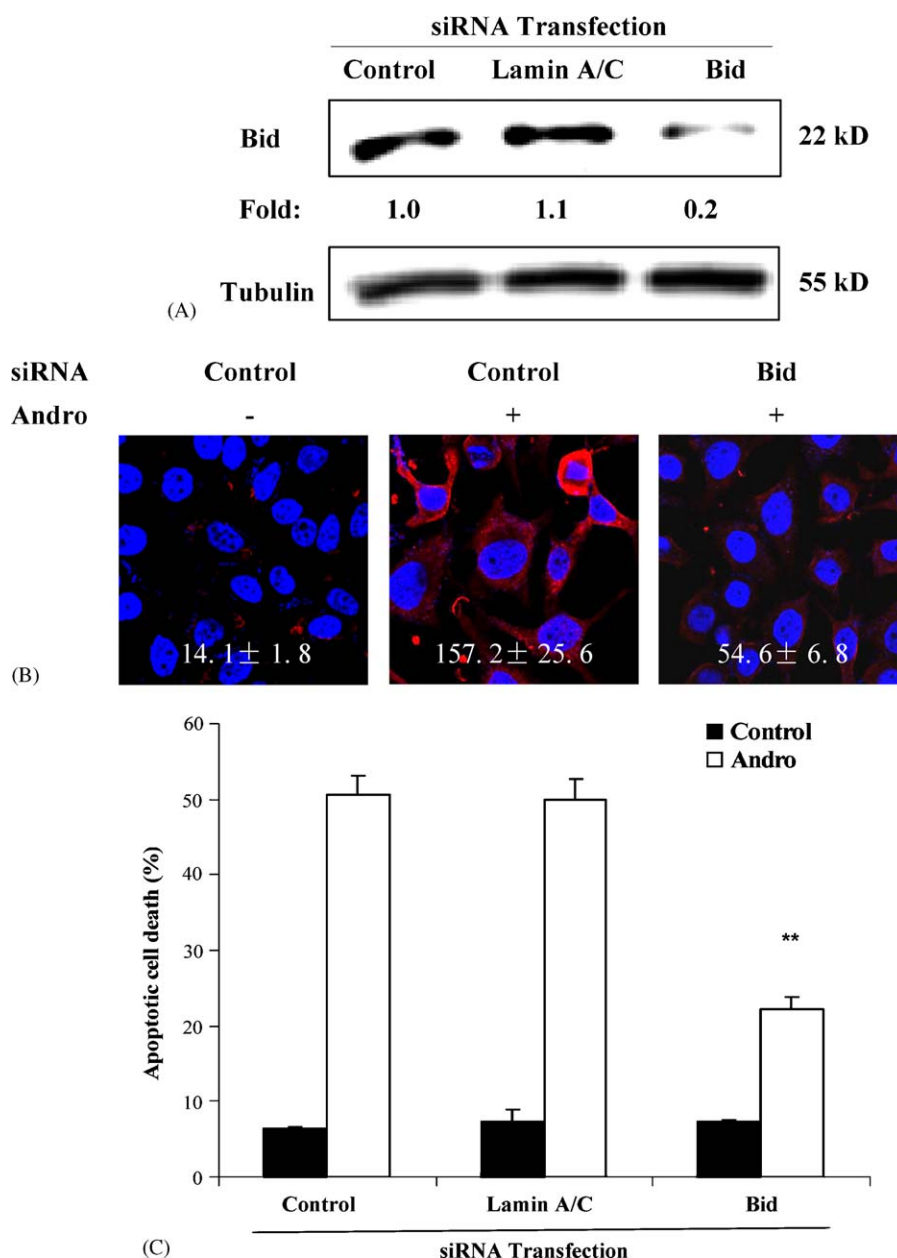 siRNA Transfection
Control Lamin A/C Bid
Bid 22 kD
Fold: 1.0 1.1 0.2
Tubulin 55 kD
(A)
siRNA Control Control Bid
Andro - + +
14.1± 1.8 157.2± 25.6 54.6± 6.8
(B)
60
50
40
30
20
10
0
Apoptotic cell death (%)
Control
Andro
**
Control Lamin A/C Bid
siRNA Transfection
(C)